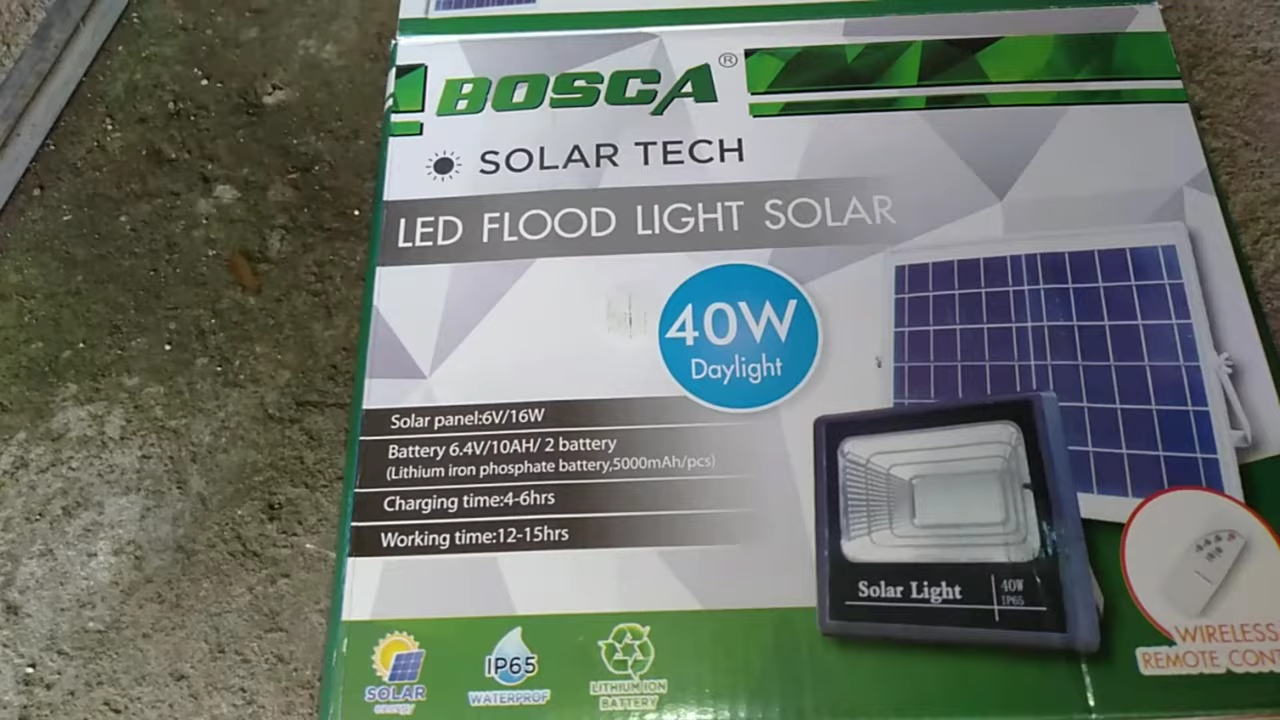 BOSCA®
SOLAR TECH
LED FLOOD LIGHT SOLAR
40W
Daylight
Solar panel:6V/16W
Battery 6.4V/10AH/ 2 battery
(Lithium iron phosphate battery,5000mAh/pcs)
Charging time:4-6hrs
Working time:12-15hrs
Solar Light
40W
IP65
SOLAR
IP65
WATERPROF
LITHIUM ION
BATTERY
WIRELESS
REMOTE CONT